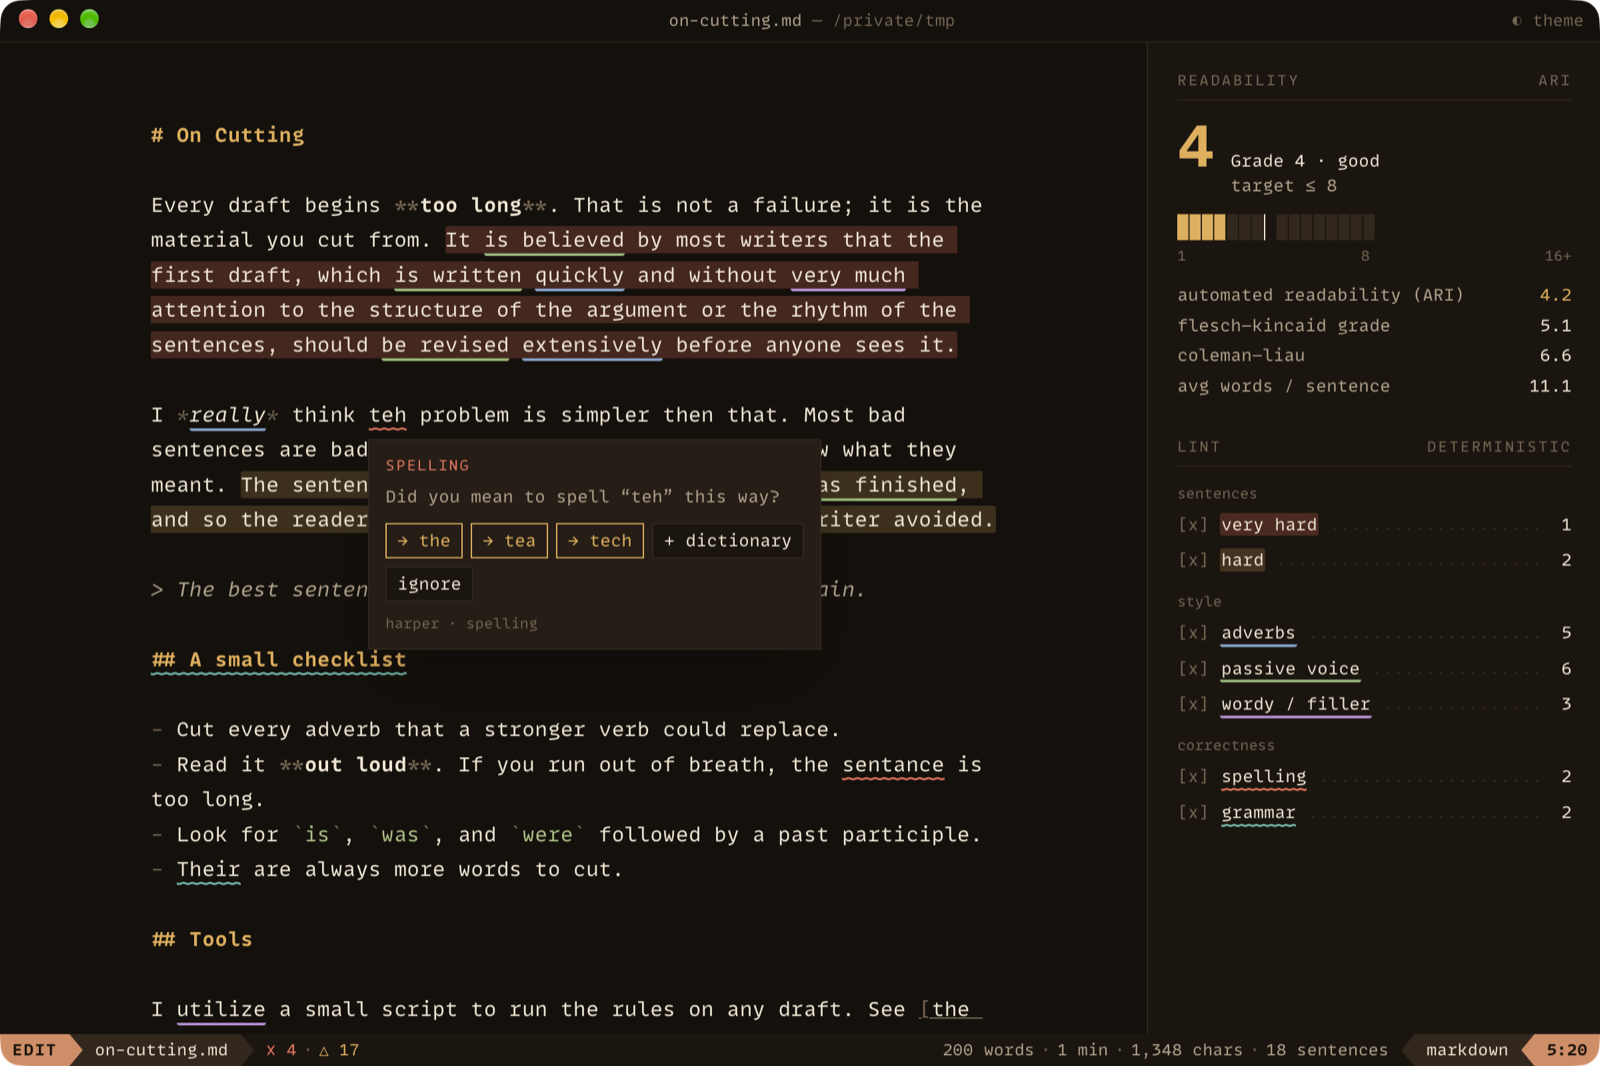 on-cutting.md — /private/tmp
◐ theme
# On Cutting
Every draft begins **too long**. That is not a failure; it is the
material you cut from. It is believed by most writers that the
first draft, which is written quickly and without very much
attention to the structure of the argument or the rhythm of the
sentences, should be revised extensively before anyone sees it.
I *really* think teh problem is simpler then that. Most bad
sentences are bad what they
meant. The senten as finished,
and so the reader riter avoided.
> The best senten ain.
SPELLING
Did you mean to spell “teh” this way?
→ the → tea → tech + dictionary
ignore
harper · spelling
## A small checklist
- Cut every adverb that a stronger verb could replace.
- Read it **out loud**. If you run out of breath, the sentance is
too long.
- Look for `is`, `was`, and `were` followed by a past participle.
- Their are always more words to cut.
## Tools
I utilize a small script to run the rules on any draft. See [the
READABILITY ARI
4 Grade 4 · good
target ≤ 8
1 8 16+
automated readability (ARI) 4.2
flesch-kincaid grade 5.1
coleman-liau 6.6
avg words / sentence 11.1
LINT DETERMINISTIC
sentences
[x] very hard 1
[x] hard 2
style
[x] adverbs 5
[x] passive voice 6
[x] wordy / filler 3
correctness
[x] spelling 2
[x] grammar 2
EDIT on-cutting.md X 4 · △ 17
200 words · 1 min · 1,348 chars · 18 sentences markdown 5:20